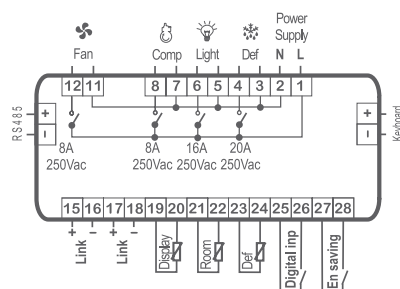 Power
Supply
Fan Comp Light Def N L
12 11 8 7 6 5 4 3 2 1
RS485
+
−
+
−
Keyboard
8A 8A 16A 20A
250Vac 250Vac 250Vac 250Vac
15 16 17 18 19 20 21 22 23 24 25 26 27 28
+ − + −
Link
Link
Display
Room
Def
Digital inp
En saving